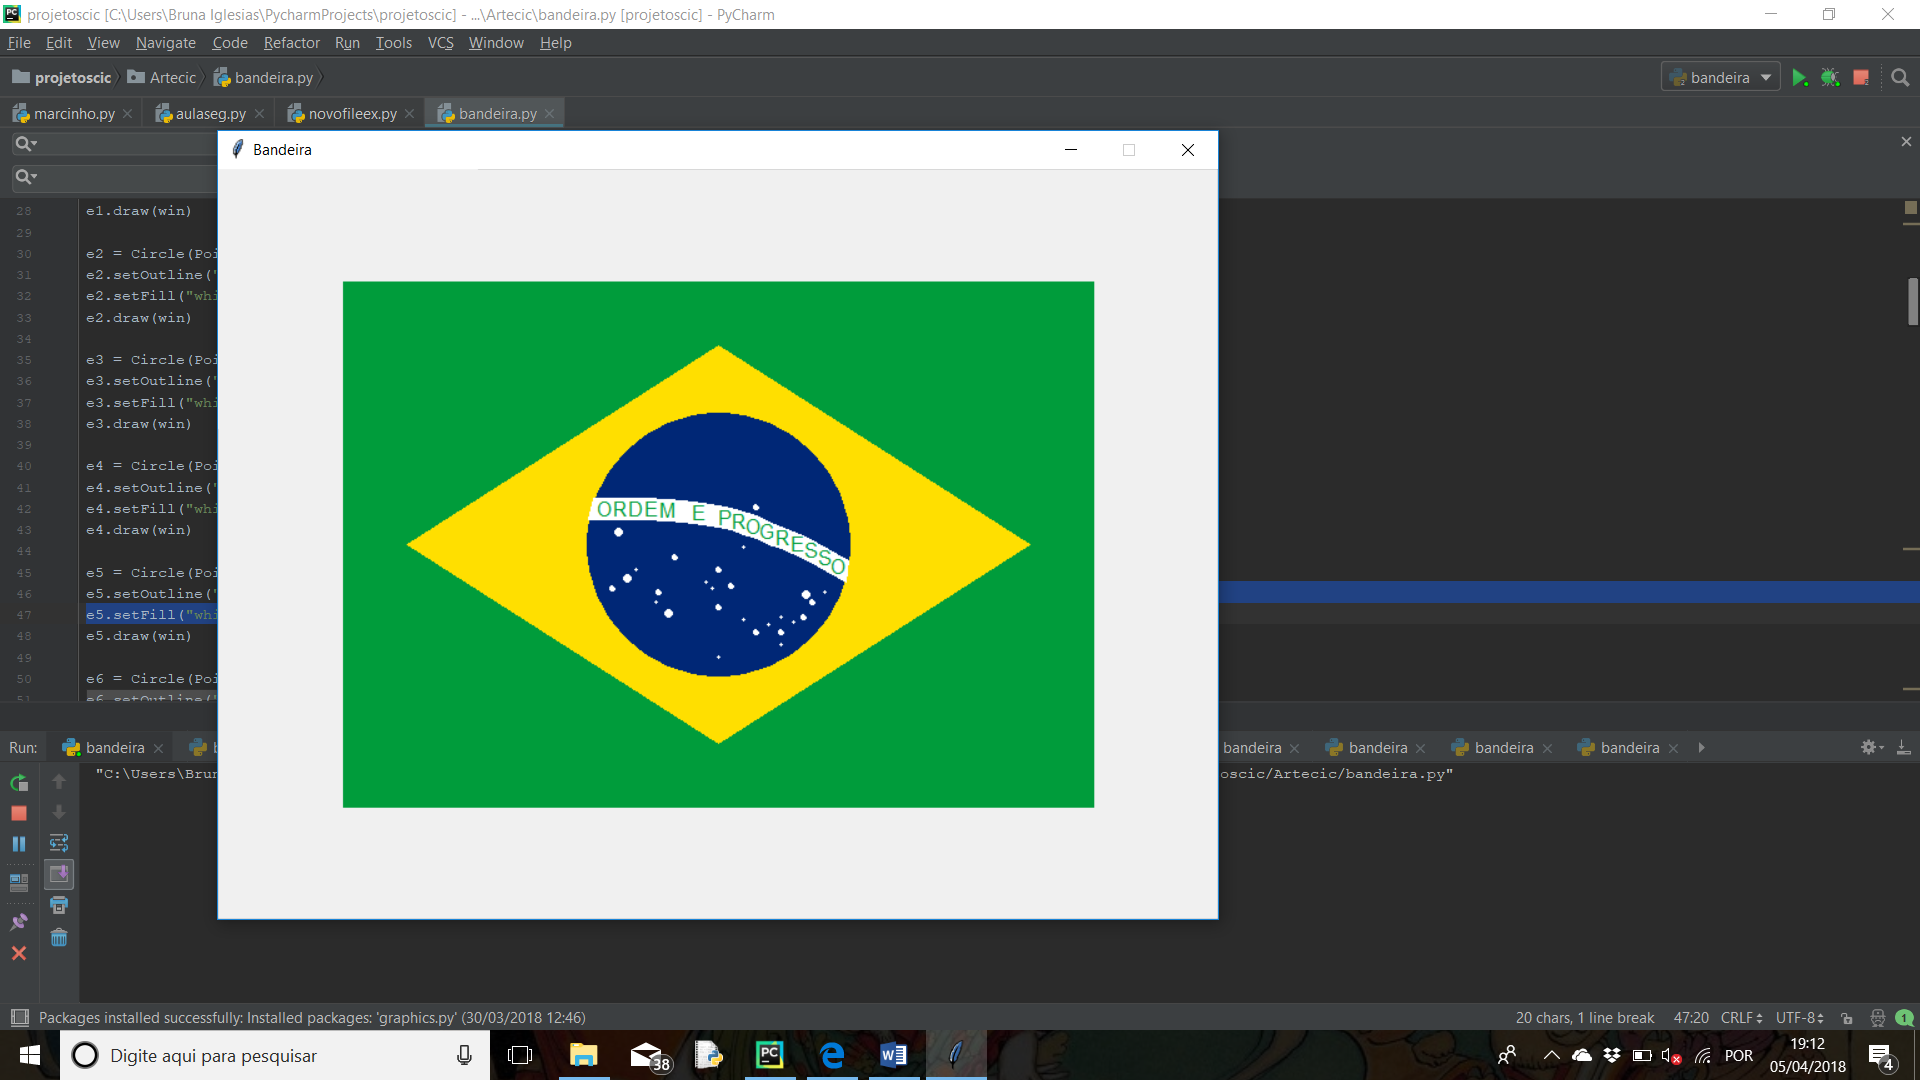 projetoscic [C:\Users\Bruna Iglesias\PycharmProjects\projetoscic] - ...\Artecic\bandeira.py [projetoscic] - PyCharm
File Edit View Navigate Code Refactor Run Tools VCS Window Help
projetoscic Artecic bandeira.py bandeira
marcinho.py aulaseg.py novofileex.py bandeira.py
Bandeira
28 e1.draw(win)
29
30 e2 = Circle(Poi
31 e2.setOutline("
32 e2.setFill("whi
33 e2.draw(win)
34
35 e3 = Circle(Poi
36 e3.setOutline("
37 e3.setFill("whi
38 e3.draw(win)
39
40 e4 = Circle(Poi
41 e4.setOutline("
42 e4.setFill("whi
43 e4.draw(win)
44
45 e5 = Circle(Poi
46 e5.setOutline("
47 e5.setFill("whi
48 e5.draw(win)
49
50 e6 = Circle(Poi
51 e6.setOutline("
ORDEM E PROGRESSO
Run: bandeira b bandeira bandeira bandeira bandeira
"C:\Users\Brun oscic/Artecic/bandeira.py"
Packages installed successfully: Installed packages: 'graphics.py' (30/03/2018 12:46) 20 chars, 1 line break 47:20 CRLF UTF-8 1
Digite aqui para pesquisar 38 PC W POR 19:12
05/04/2018 4